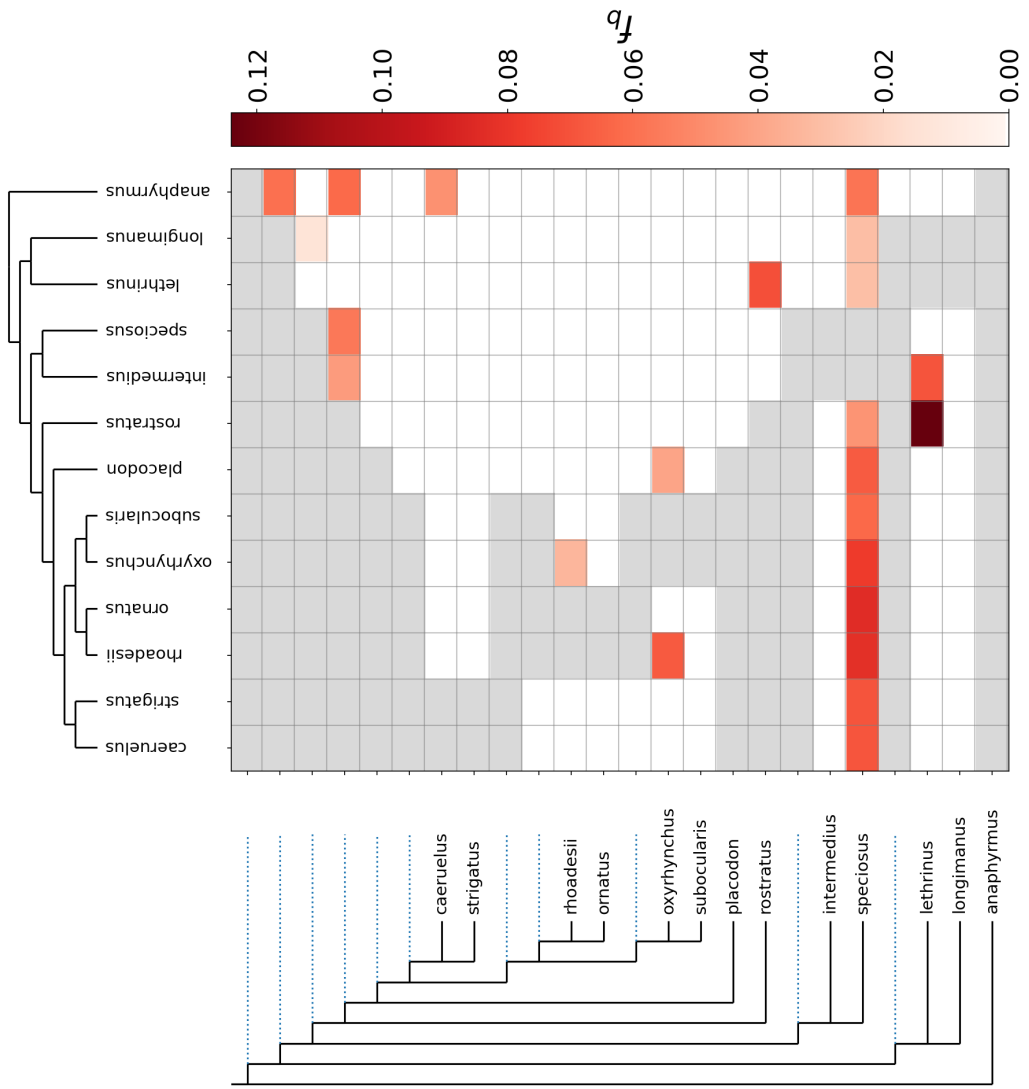 f_b
0.12
0.10
0.08
0.06
0.04
0.02
0.00
anaphyrmus
longimanus
lethrinus
speciosus
intermedius
rostratus
placodon
subocularis
oxyrhynchus
ornatus
rhoadesii
strigatus
caeruelus
caeruelus
strigatus
rhoadesii
ornatus
oxyrhynchus
subocularis
placodon
rostratus
intermedius
speciosus
lethrinus
longimanus
anaphyrmus